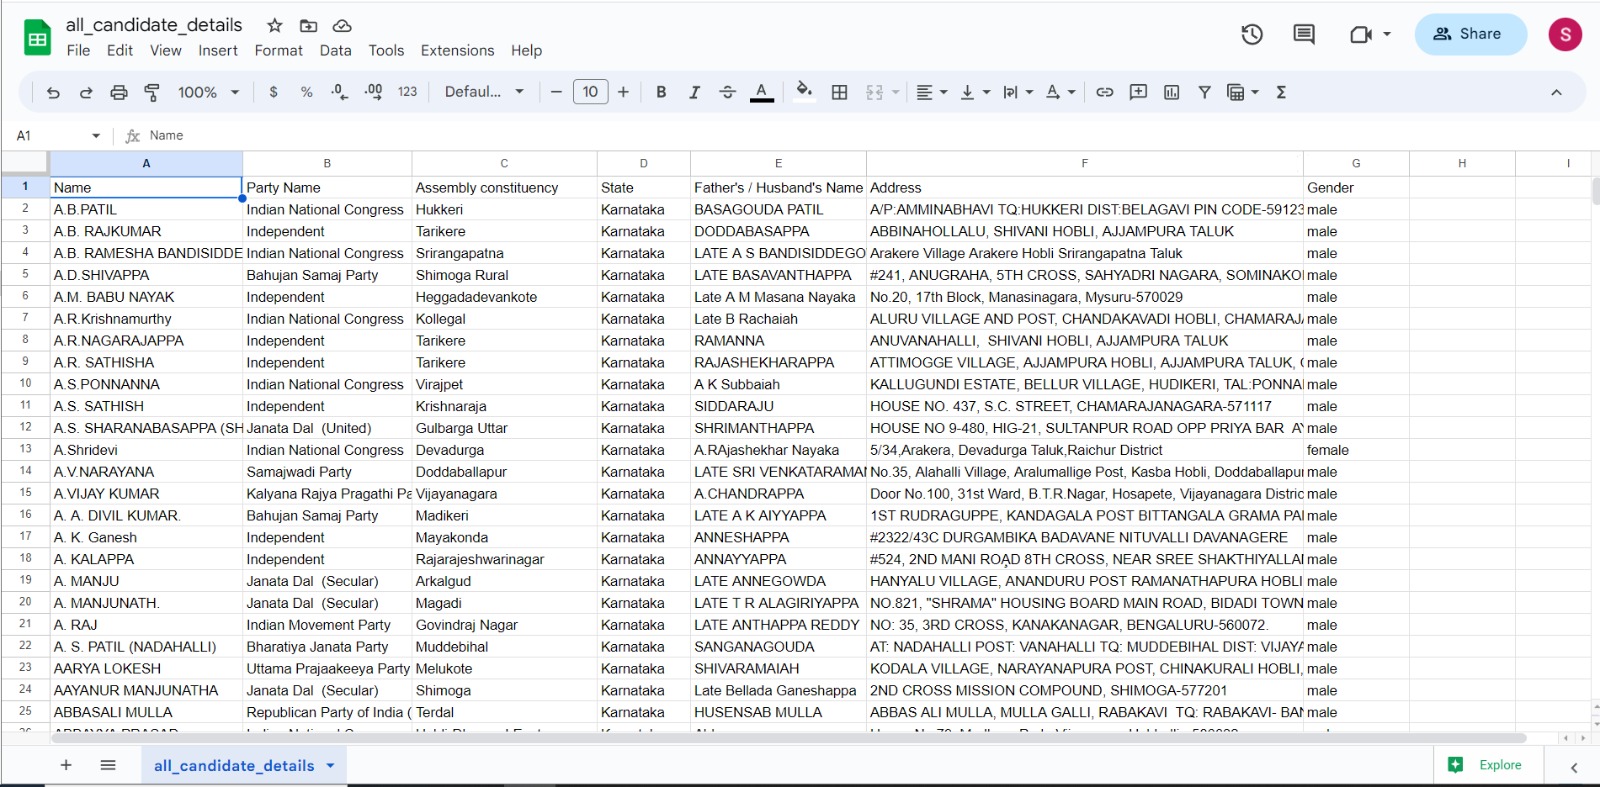 all_candidate_details
File Edit View Insert Format Data Tools Extensions Help
Share
S
100% $ % .0 .00 123 Defaul... 10 B I A
A1 fx Name
A B C D E F G H I
1 Name Party Name Assembly constituency State Father's / Husband's Name Address Gender
2 A.B.PATIL Indian National Congress Hukkeri Karnataka BASAGOUDA PATIL A/P:AMMINABHAVI TQ:HUKKERI DIST:BELAGAVI PIN CODE-59123 male
3 A.B. RAJKUMAR Independent Tarikere Karnataka DODDABASAPPA ABBINAHOLLALU, SHIVANI HOBLI, AJJAMPURA TALUK male
4 A.B. RAMESHA BANDISIDDE Indian National Congress Srirangapatna Karnataka LATE A S BANDISIDDEGO Arakere Village Arakere Hobli Srirangapatna Taluk male
5 A.D.SHIVAPPA Bahujan Samaj Party Shimoga Rural Karnataka LATE BASAVANTHAPPA #241, ANUGRAHA, 5TH CROSS, SAHYADRI NAGARA, SOMINAKO male
6 A.M. BABU NAYAK Independent Heggadadevankote Karnataka Late A M Masana Nayaka No.20, 17th Block, Manasinagara, Mysuru-570029 male
7 A.R.Krishnamurthy Indian National Congress Kollegal Karnataka Late B Rachaiah ALURU VILLAGE AND POST, CHANDAKAVADI HOBLI, CHAMARAJ male
8 A.R.NAGARAJAPPA Independent Tarikere Karnataka RAMANNA ANUVANAHALLI, SHIVANI HOBLI, AJJAMPURA TALUK male
9 A.R. SATHISHA Independent Tarikere Karnataka RAJASHEKHARAPPA ATTIMOGGE VILLAGE, AJJAMPURA HOBLI, AJJAMPURA TALUK, male
10 A.S.PONNANNA Indian National Congress Virajpet Karnataka A K Subbaiah KALLUGUNDI ESTATE, BELLUR VILLAGE, HUDIKERI, TAL:PONNA male
11 A.S. SATHISH Independent Krishnaraja Karnataka SIDDARAJU HOUSE NO. 437, S.C. STREET, CHAMARAJANAGARA-571117 male
12 A.S. SHARANABASAPPA (SH Janata Dal (United) Gulbarga Uttar Karnataka SHRIMANTHAPPA HOUSE NO 9-480, HIG-21, SULTANPUR ROAD OPP PRIYA BAR male
13 A.Shridevi Indian National Congress Devadurga Karnataka A.RAjashekhar Nayaka 5/34,Arakera, Devadurga Taluk,Raichur District female
14 A.V.NARAYANA Samajwadi Party Doddaballapur Karnataka LATE SRI VENKATARAMA No.35, Alahalli Village, Aralumallige Post, Kasba Hobli, Doddaballapu male
15 A.VIJAY KUMAR Kalyana Rajya Pragathi Pa Vijayanagara Karnataka A.CHANDRAPPA Door No.100, 31st Ward, B.T.R.Nagar, Hosapete, Vijayanagara Distric male
16 A. A. DIVIL KUMAR. Bahujan Samaj Party Madikeri Karnataka LATE A K AIYYAPPA 1ST RUDRAGUPPE, KANDAGALA POST BITTANGALA GRAMA PA male
17 A. K. Ganesh Independent Mayakonda Karnataka ANNESHAPPA #2322/43C DURGAMBIKA BADAVANE NITUVALLI DAVANAGERE male
18 A. KALAPPA Independent Rajarajeshwarinagar Karnataka ANNAYYAPPA #524, 2ND MANI ROAD 8TH CROSS, NEAR SREE SHAKTHIYALLA male
19 A. MANJU Janata Dal (Secular) Arkalgud Karnataka LATE ANNEGOWDA HANYALU VILLAGE, ANANDURU POST RAMANATHAPURA HOBLI male
20 A. MANJUNATH. Janata Dal (Secular) Magadi Karnataka LATE T R ALAGIRIYAPPA NO.821, "SHRAMA" HOUSING BOARD MAIN ROAD, BIDADI TOWN male
21 A. RAJ Indian Movement Party Govindraj Nagar Karnataka LATE ANTHAPPA REDDY NO: 35, 3RD CROSS, KANAKANAGAR, BENGALURU-560072. male
22 A. S. PATIL (NADAHALLI) Bharatiya Janata Party Muddebihal Karnataka SANGANAGOUDA AT: NADAHALLI POST: VANAHALLI TQ: MUDDEBIHAL DIST: VIJAYA male
23 AARYA LOKESH Uttama Prajaakeeya Party Melukote Karnataka SHIVARAMAIAH KODALA VILLAGE, NARAYANAPURA POST, CHINAKURALI HOBLI, male
24 AAYANUR MANJUNATHA Janata Dal (Secular) Shimoga Karnataka Late Bellada Ganeshappa 2ND CROSS MISSION COMPOUND, SHIMOGA-577201 male
25 ABBASALI MULLA Republican Party of India ( Terdal Karnataka HUSENSAB MULLA ABBAS ALI MULLA, MULLA GALLI, RABAKAVI TQ: RABAKAVI- BAN male
all_candidate_details
Explore